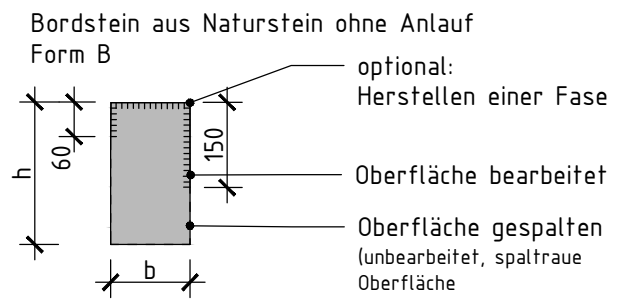 Bordstein aus Naturstein ohne Anlauf
Form B
optional:
Herstellen einer Fase
h
60
150
Oberfläche bearbeitet
Oberfläche gespalten
(unbearbeitet, spaltraue
Oberfläche
b